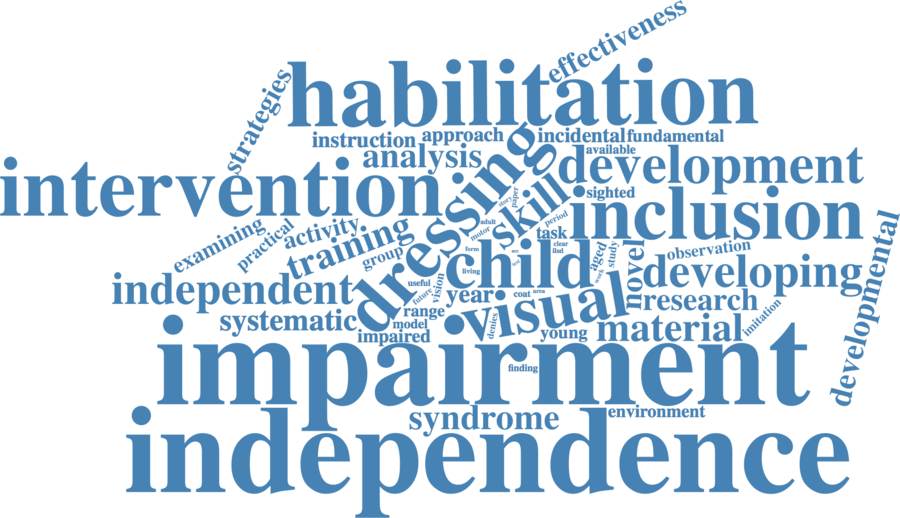 effectiveness
habilitation
strategies
instruction approach incidental fundamental
analysis available
development
intervention
dressing
skill
sighted
inclusion
story
paper
adult
motor
period
task
examining
practical
activity
training
group
form
clear
child
living
aged
study
work
novel
observation
developing
developmental
independent
useful
future
vision
year
coat
area
visual
research
range
systematic
model
impaired
denies
young
material
imitation
impairment
finding
syndrome
environment
independence